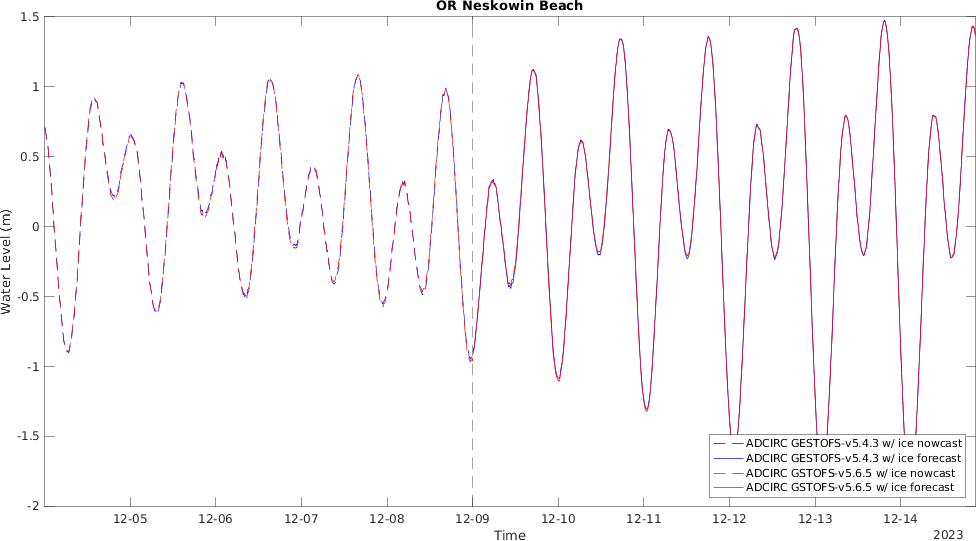 OR Neskowin Beach
1.5
1
0.5
0
-0.5
-1
-1.5
-2
Water Level (m)
ADCIRC GESTOFS-v5.4.3 w/ ice nowcast
ADCIRC GESTOFS-v5.4.3 w/ ice forecast
ADCIRC GSTOFS-v5.6.5 w/ ice nowcast
ADCIRC GSTOFS-v5.6.5 w/ ice forecast
12-05 12-06 12-07 12-08 12-09 12-10 12-11 12-12 12-13 12-14
Time
2023